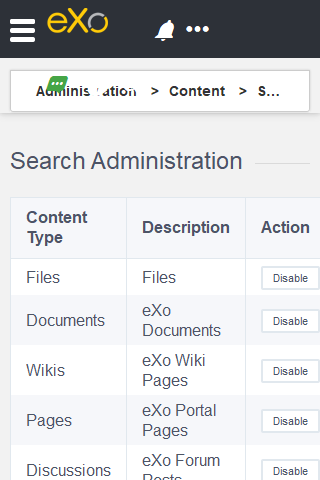 eXo
Administration > Content > S...
Search Administration
Content Type Description Action
Files Files Disable
Documents eXo Documents Disable
Wikis eXo Wiki Pages Disable
Pages eXo Portal Pages Disable
Discussions eXo Forum Posts Disable